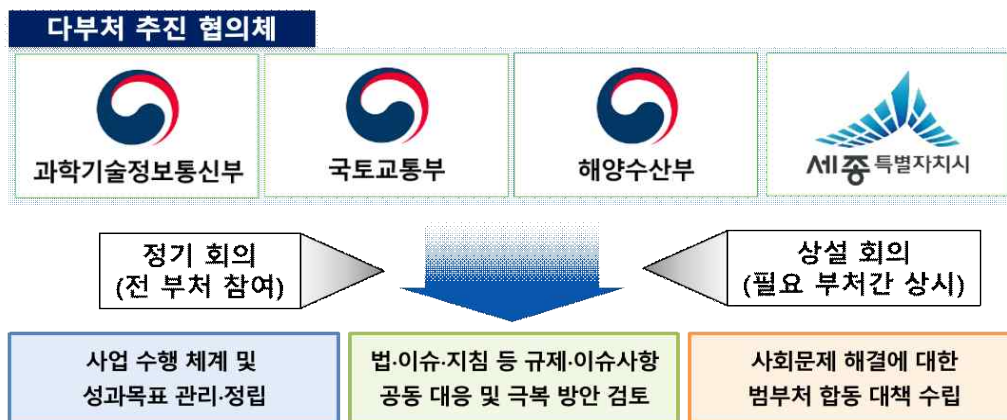 다부처 추진 협의체
과학기술정보통신부
국토교통부
해양수산부
세종특별자치시
정기 회의
(전 부처 참여)
상설 회의
(필요 부처간 상시)
사업 수행 체계 및
성과목표 관리·정립
법·이슈·지침 등 규제·이슈사항
공동 대응 및 극복 방안 검토
사회문제 해결에 대한
범부처 합동 대책 수립